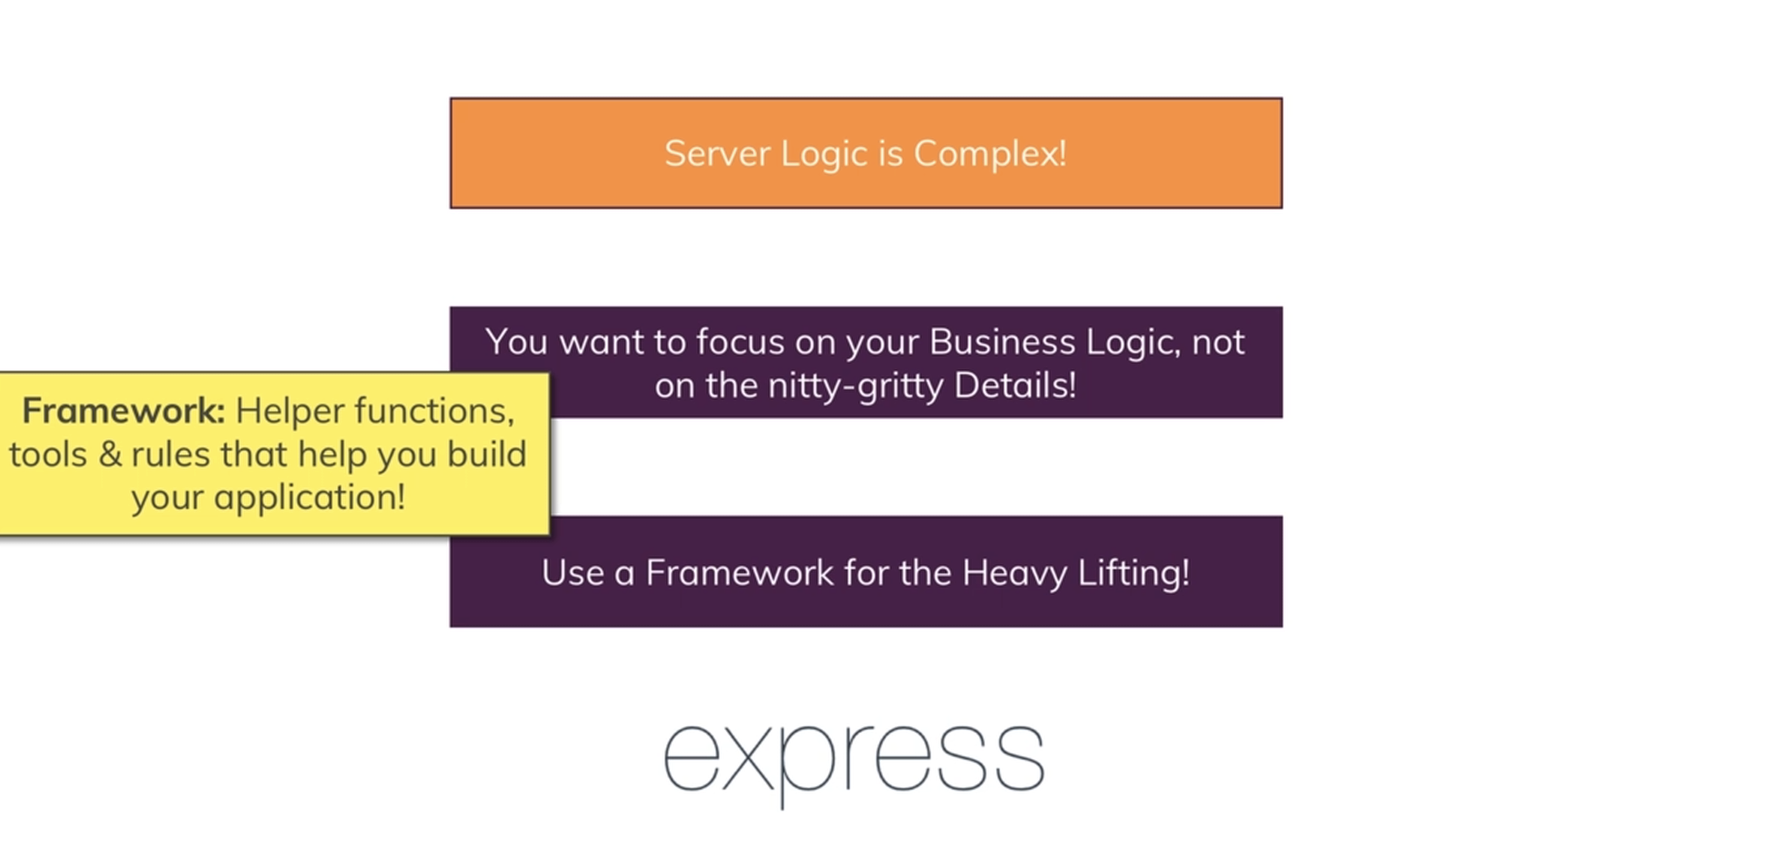 Server Logic is Complex!
You want to focus on your Business Logic, not
on the nitty-gritty Details!
Framework: Helper functions,
tools & rules that help you build
your application!
Use a Framework for the Heavy Lifting!
express